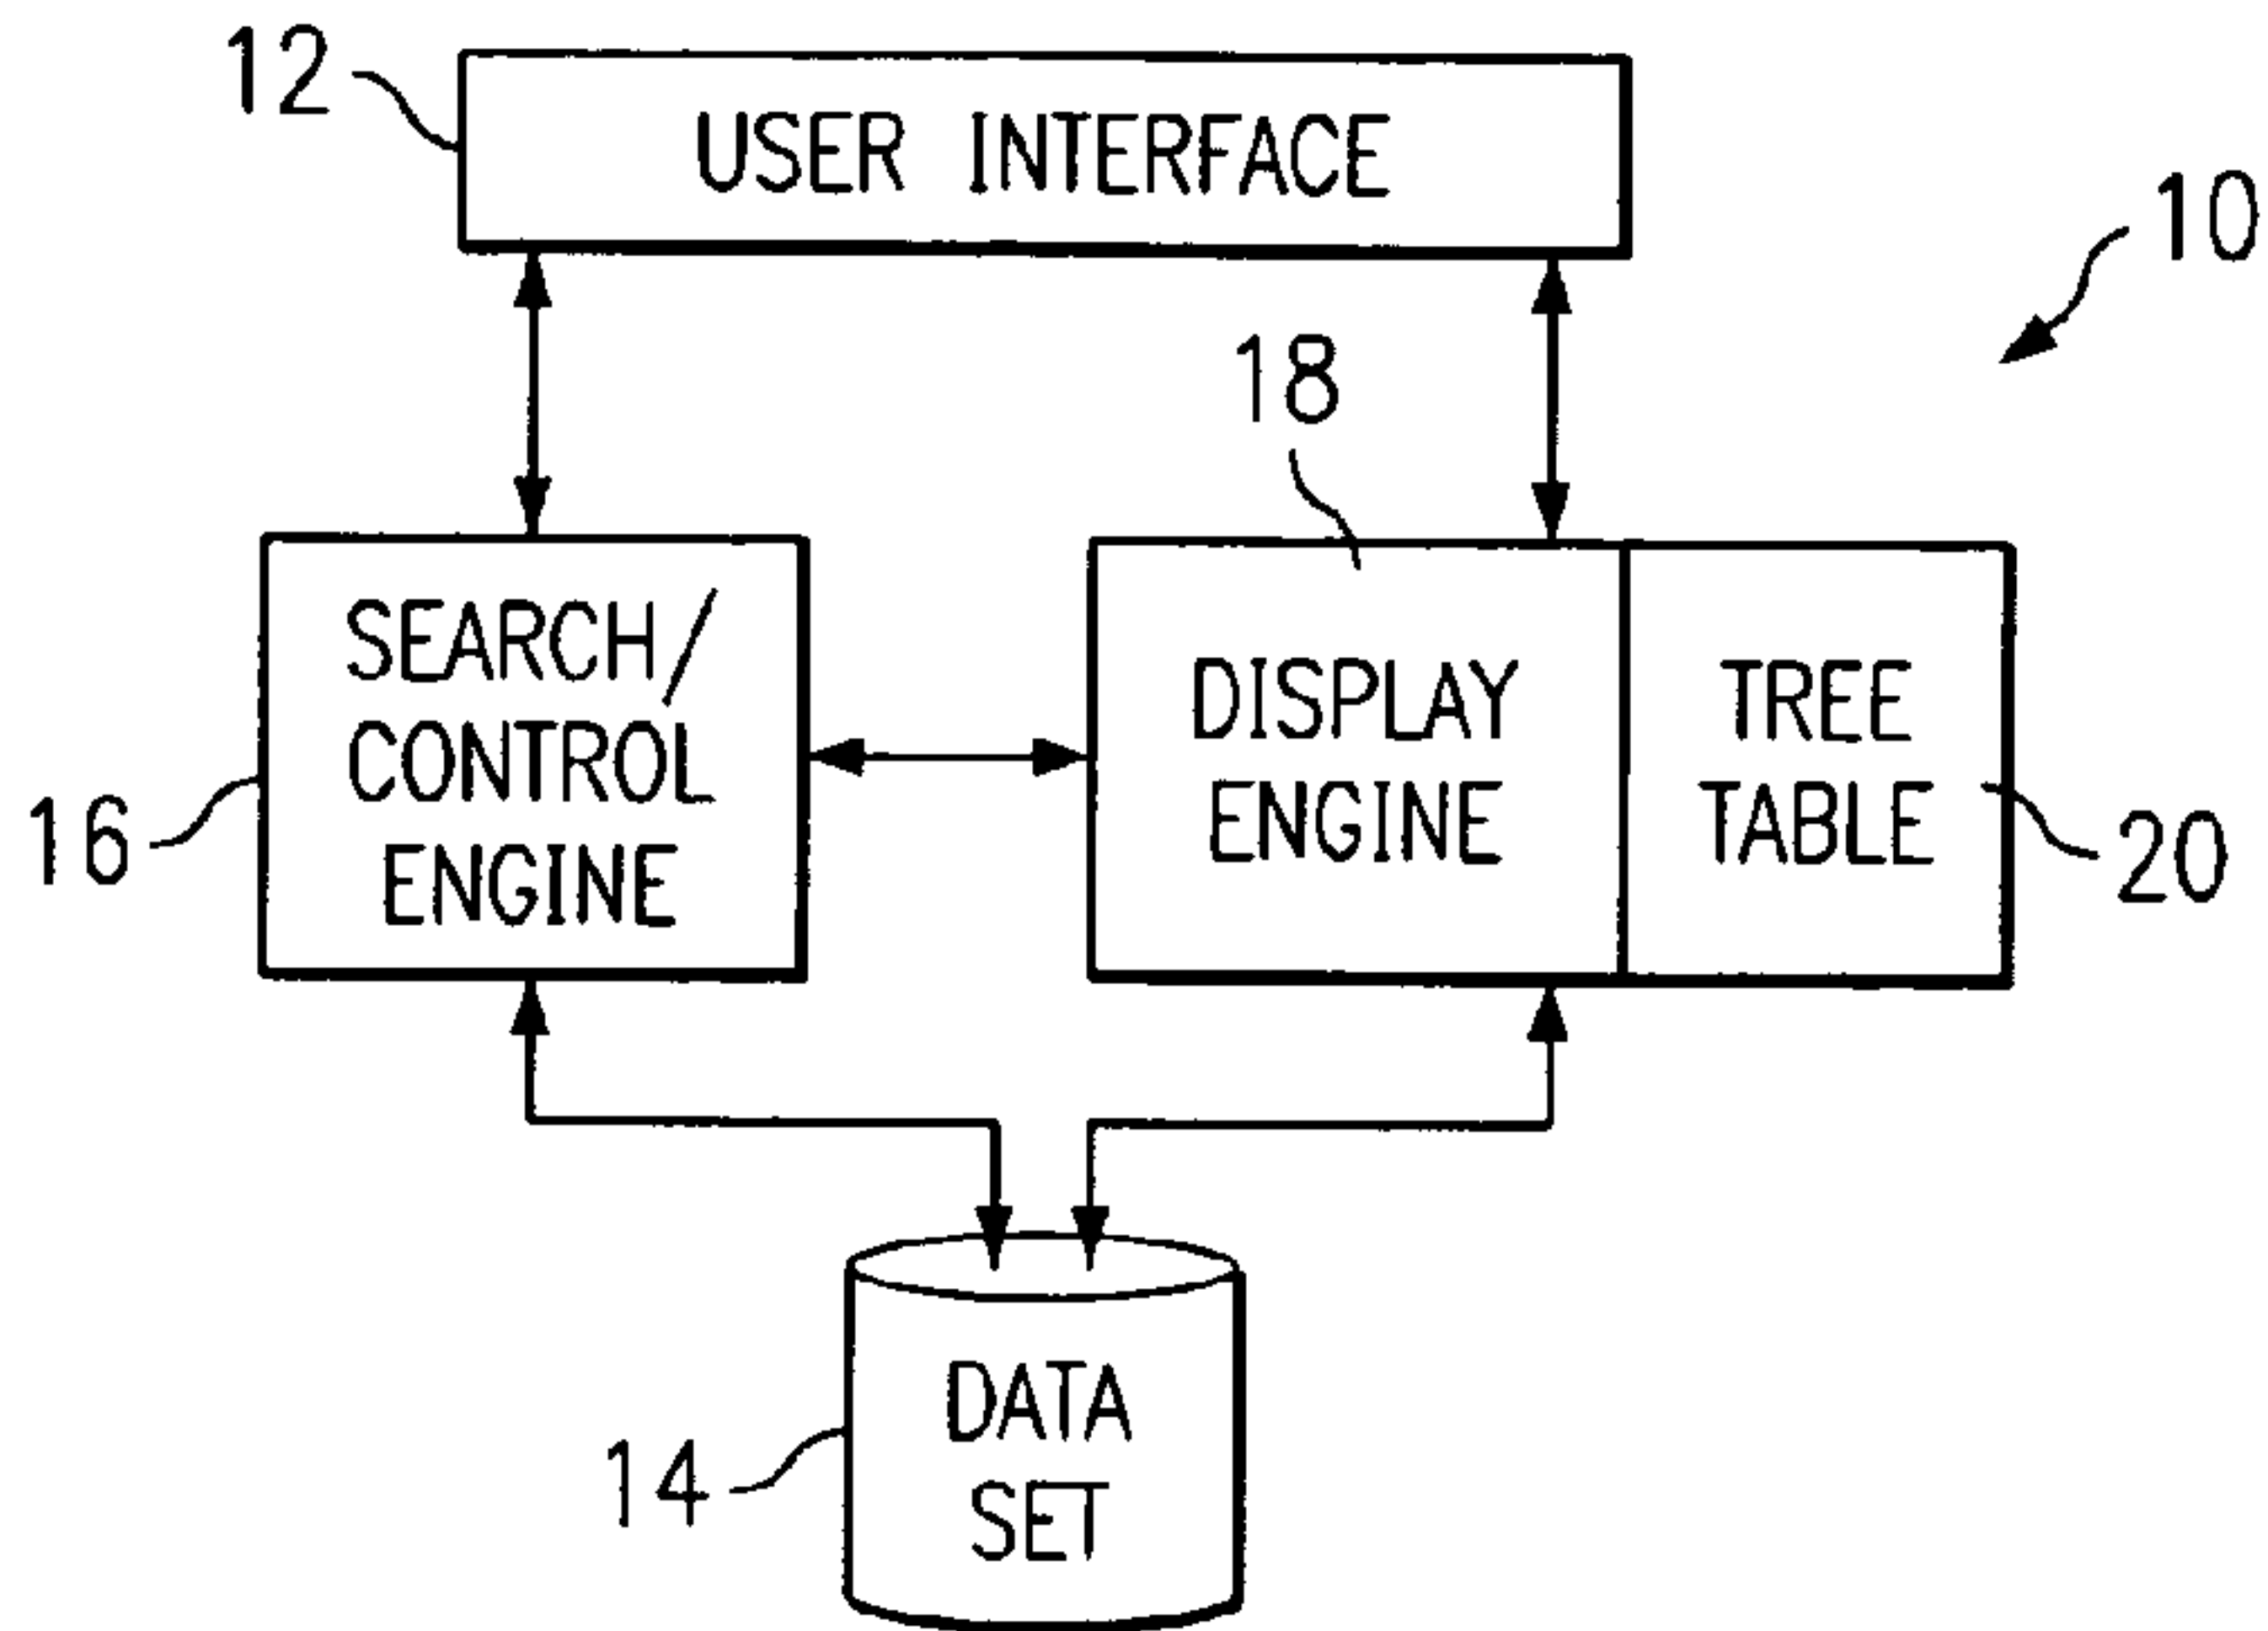 12
USER INTERFACE
10
18
SEARCH/
CONTROL
ENGINE
16
DISPLAY
ENGINE
TREE
TABLE
20
DATA
SET
14